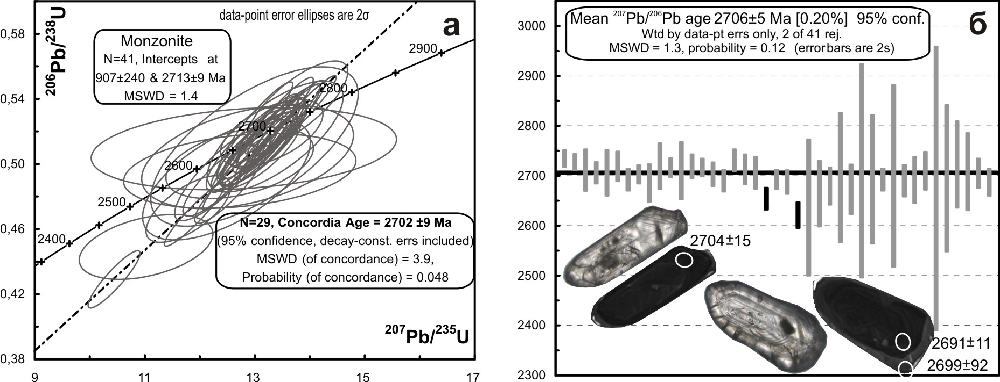 data-point error ellipses are 2σ
а
206Pb/238U
0,58
0,54
0,50
0,46
0,42
0,38
Monzonite
N=41, Intercepts at
907±240 & 2713±9 Ma
MSWD = 1.4
2900
2800
2700
2600
2500
2400
N=29, Concordia Age = 2702 ±9 Ma
(95% confidence, decay-const. errs included)
MSWD (of concordance) = 3.9,
Probability (of concordance) = 0.048
207Pb/235U
9
11
13
15
17
б
Mean 207Pb/206Pb age 2706±5 Ma [0.20%] 95% conf.
Wtd by data-pt errs only, 2 of 41 rej.
MSWD = 1.3, probability = 0.12 (errorbars are 2s)
3000
2900
2800
2700
2600
2500
2400
2300
2704±15
2691±11
2699±92